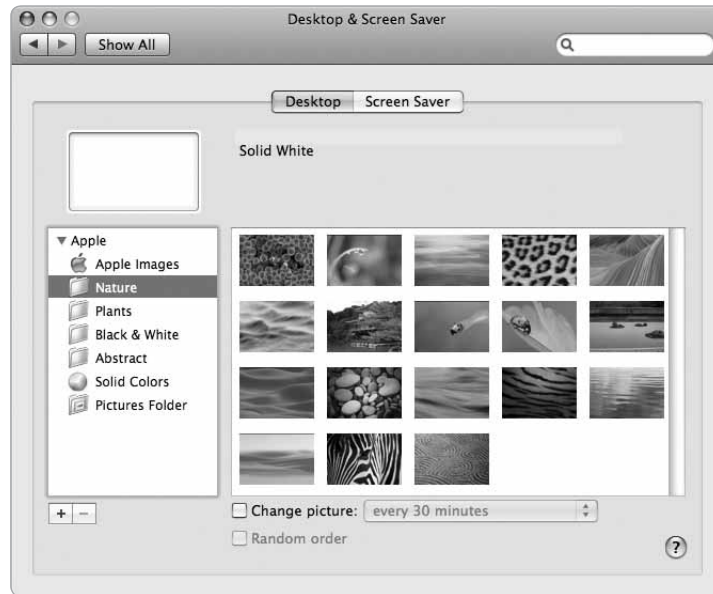 Desktop & Screen Saver
Show All
Desktop Screen Saver
Solid White
Apple
Apple Images
Nature
Plants
Black & White
Abstract
Solid Colors
Pictures Folder
+ −
Change picture: every 30 minutes
Random order
?